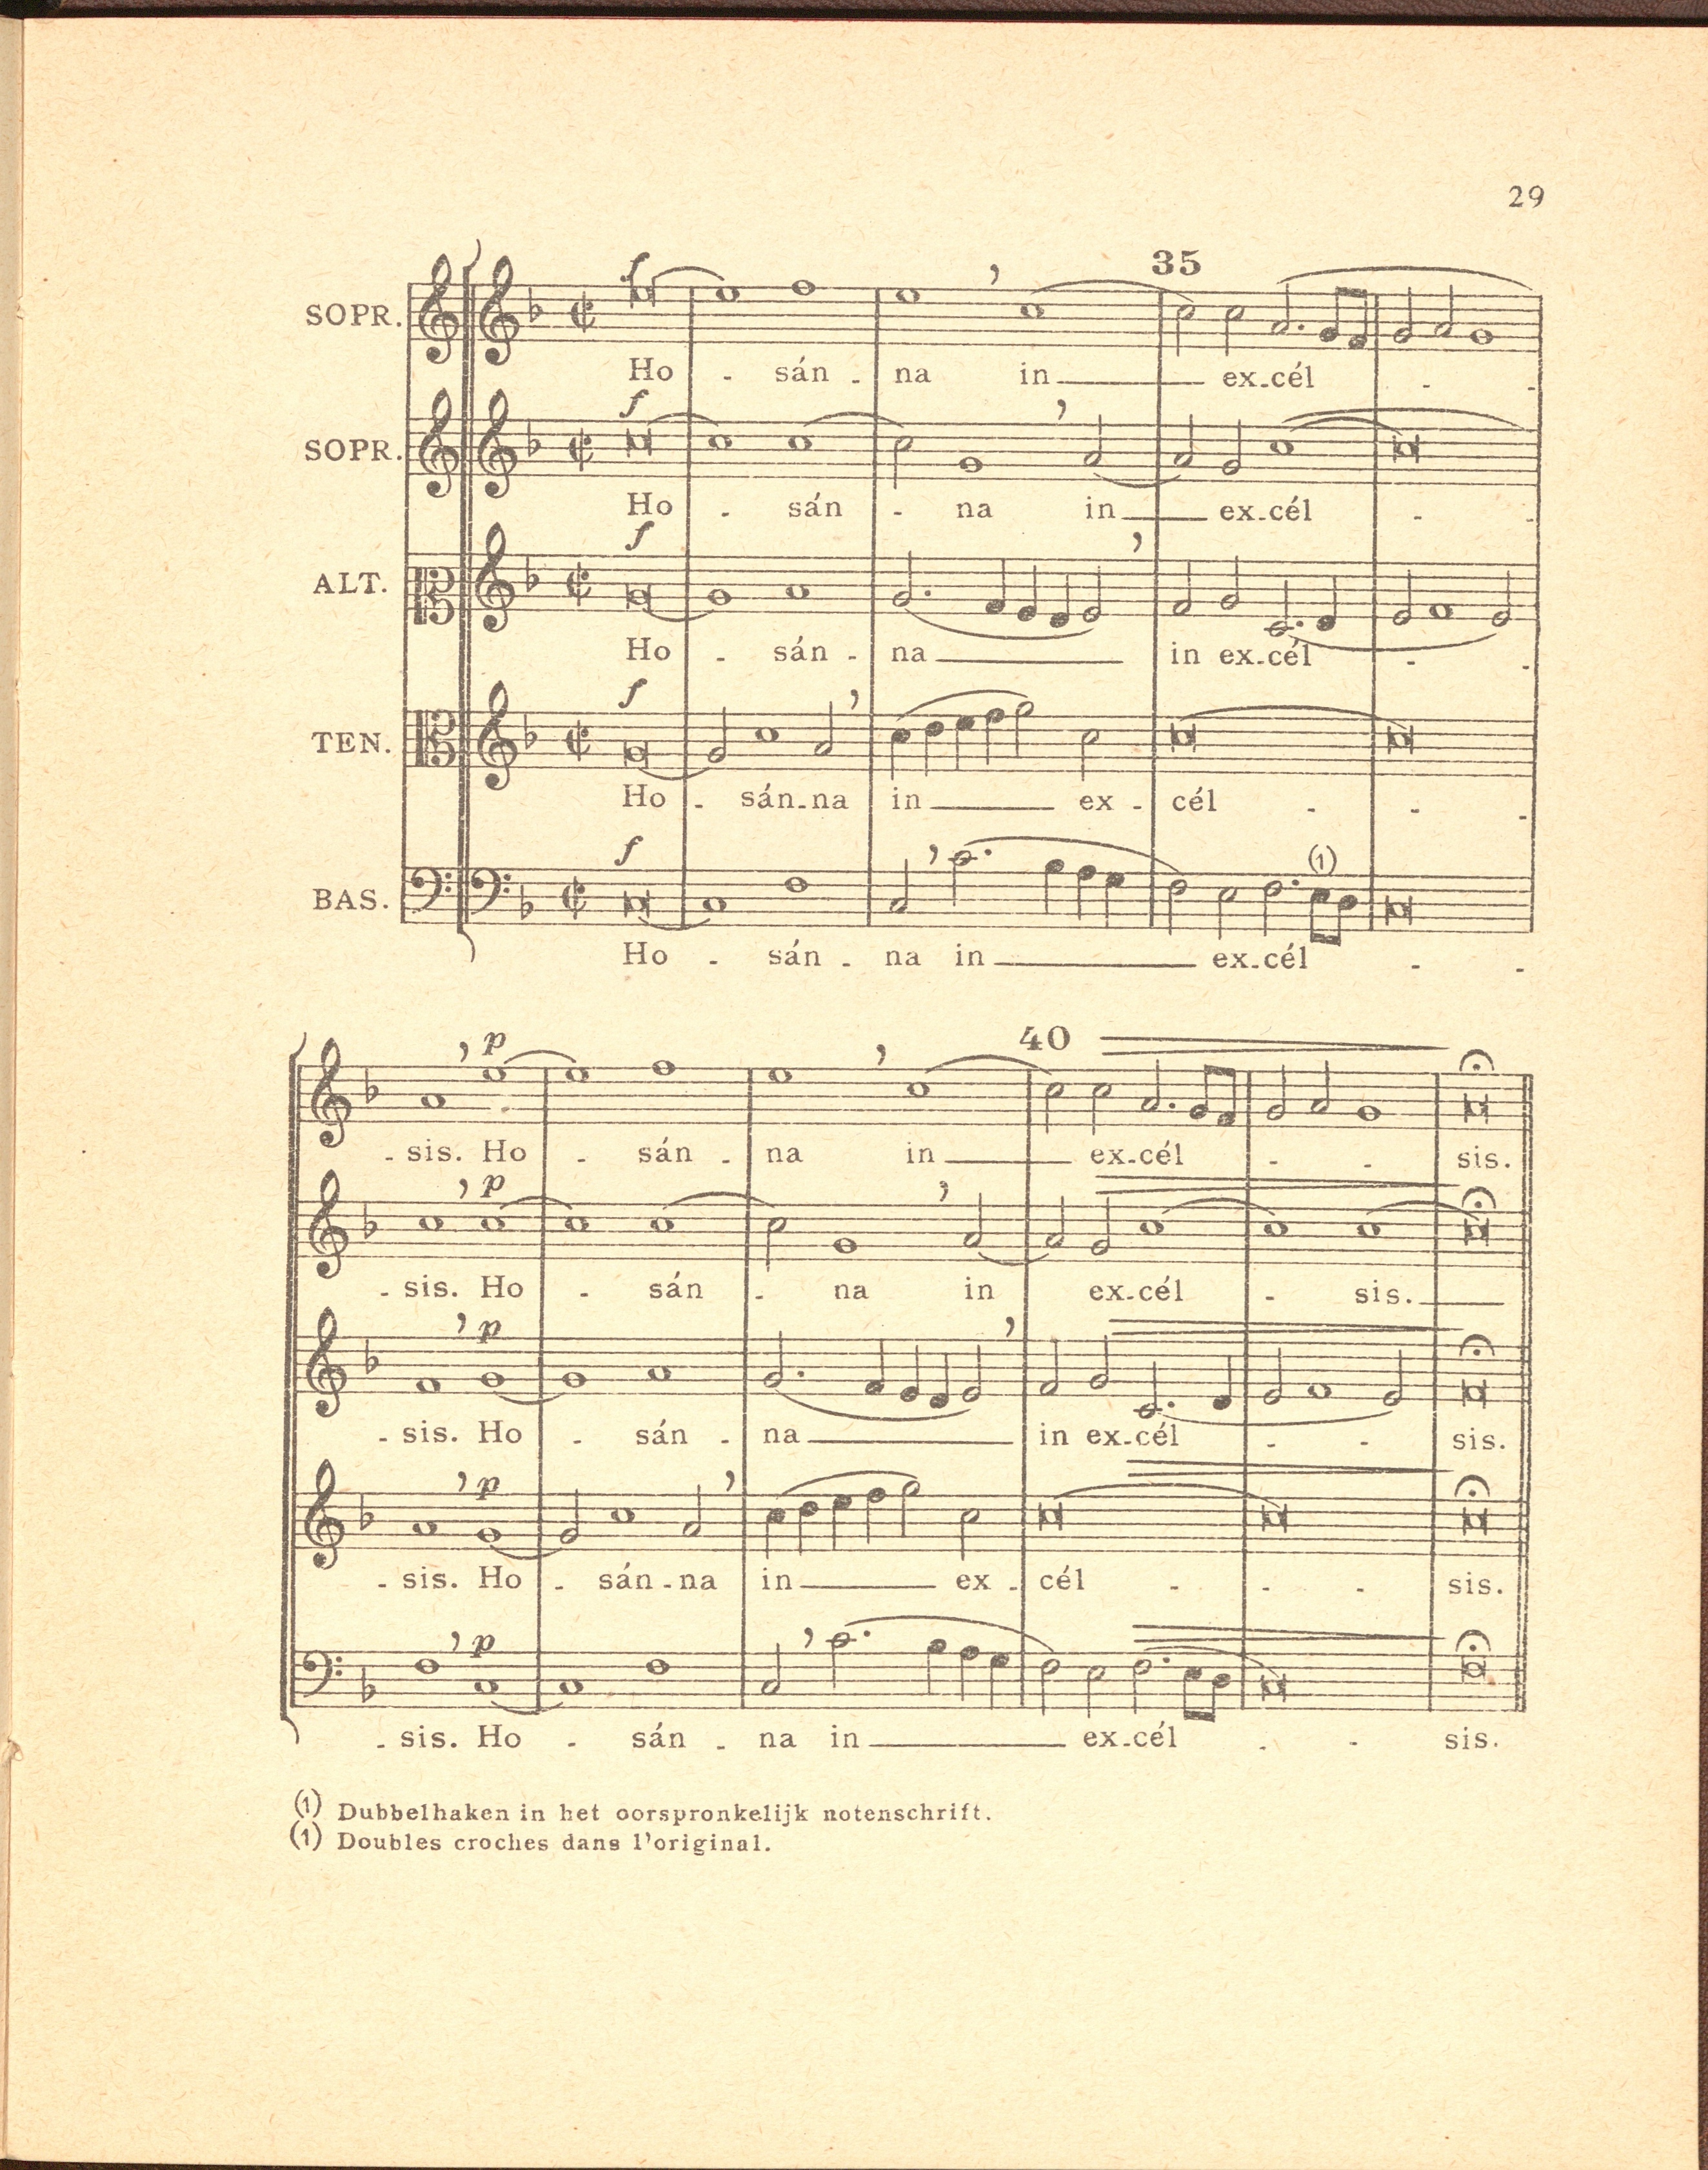 29
35
SOPR.
f
Ho - sán - na in ex-cél - -
SOPR.
f
Ho - sán - na in ex-cél - -
ALT.
f
Ho - sán - na in ex-cél - -
TEN.
f
Ho - sán-na in ex - cél - - -
BAS.
f
(1)
Ho - sán - na in ex-cél - -
40
p
- sis. Ho - sán - na in ex-cél - - sis.
p
- sis. Ho - sán - na in ex-cél - sis.
p
- sis. Ho - sán - na in ex-cél - - sis.
p
- sis. Ho - sán-na in ex - cél - - - sis.
p
- sis. Ho - sán - na in ex-cél - - sis.
(1) Dubbelhaken in het oorspronkelijk notenschrift.
(1) Doubles croches dans l'original.